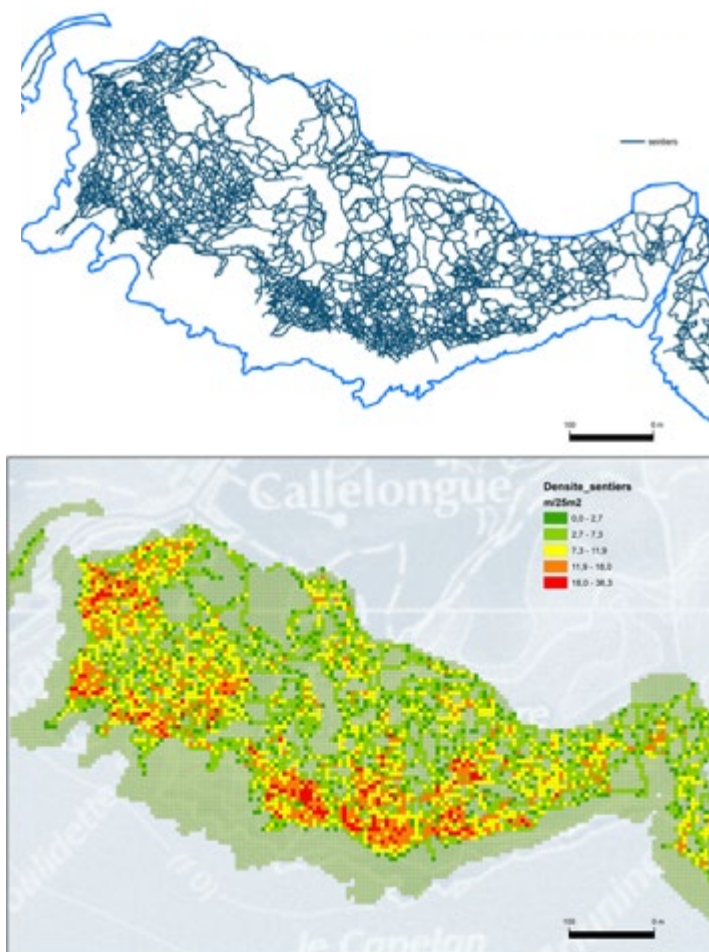 sentiers
100 0 m
Callelongue
Densite_sentiers
m/25m2
0,0 - 2,7
2,7 - 7,3
7,3 - 11,9
11,9 - 18,0
18,0 - 36,3
le Capelan
100 0 m